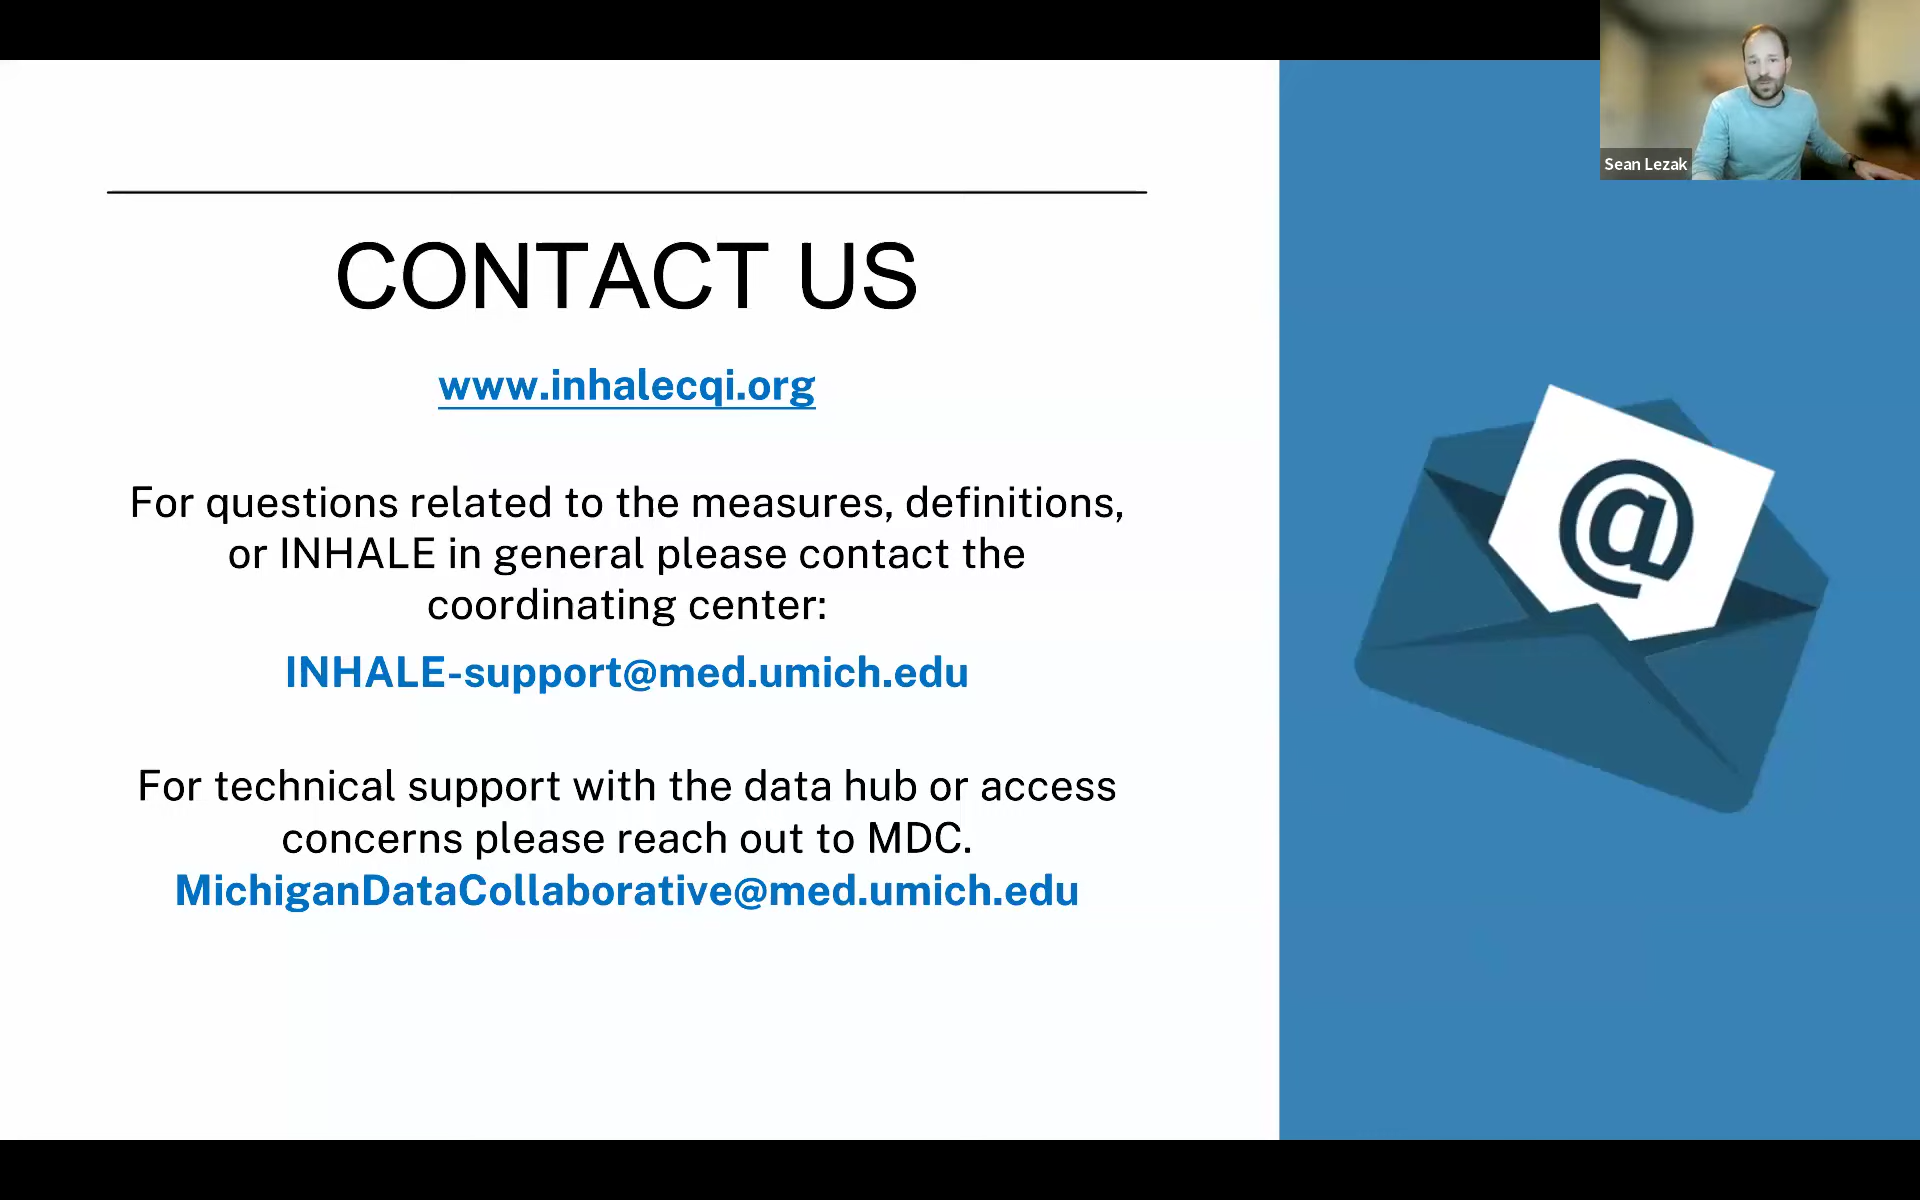 Sean Lezak
CONTACT US
www.inhalecqi.org
For questions related to the measures, definitions,
or INHALE in general please contact the
coordinating center:
INHALE-support@med.umich.edu
For technical support with the data hub or access
concerns please reach out to MDC.
MichiganDataCollaborative@med.umich.edu
@